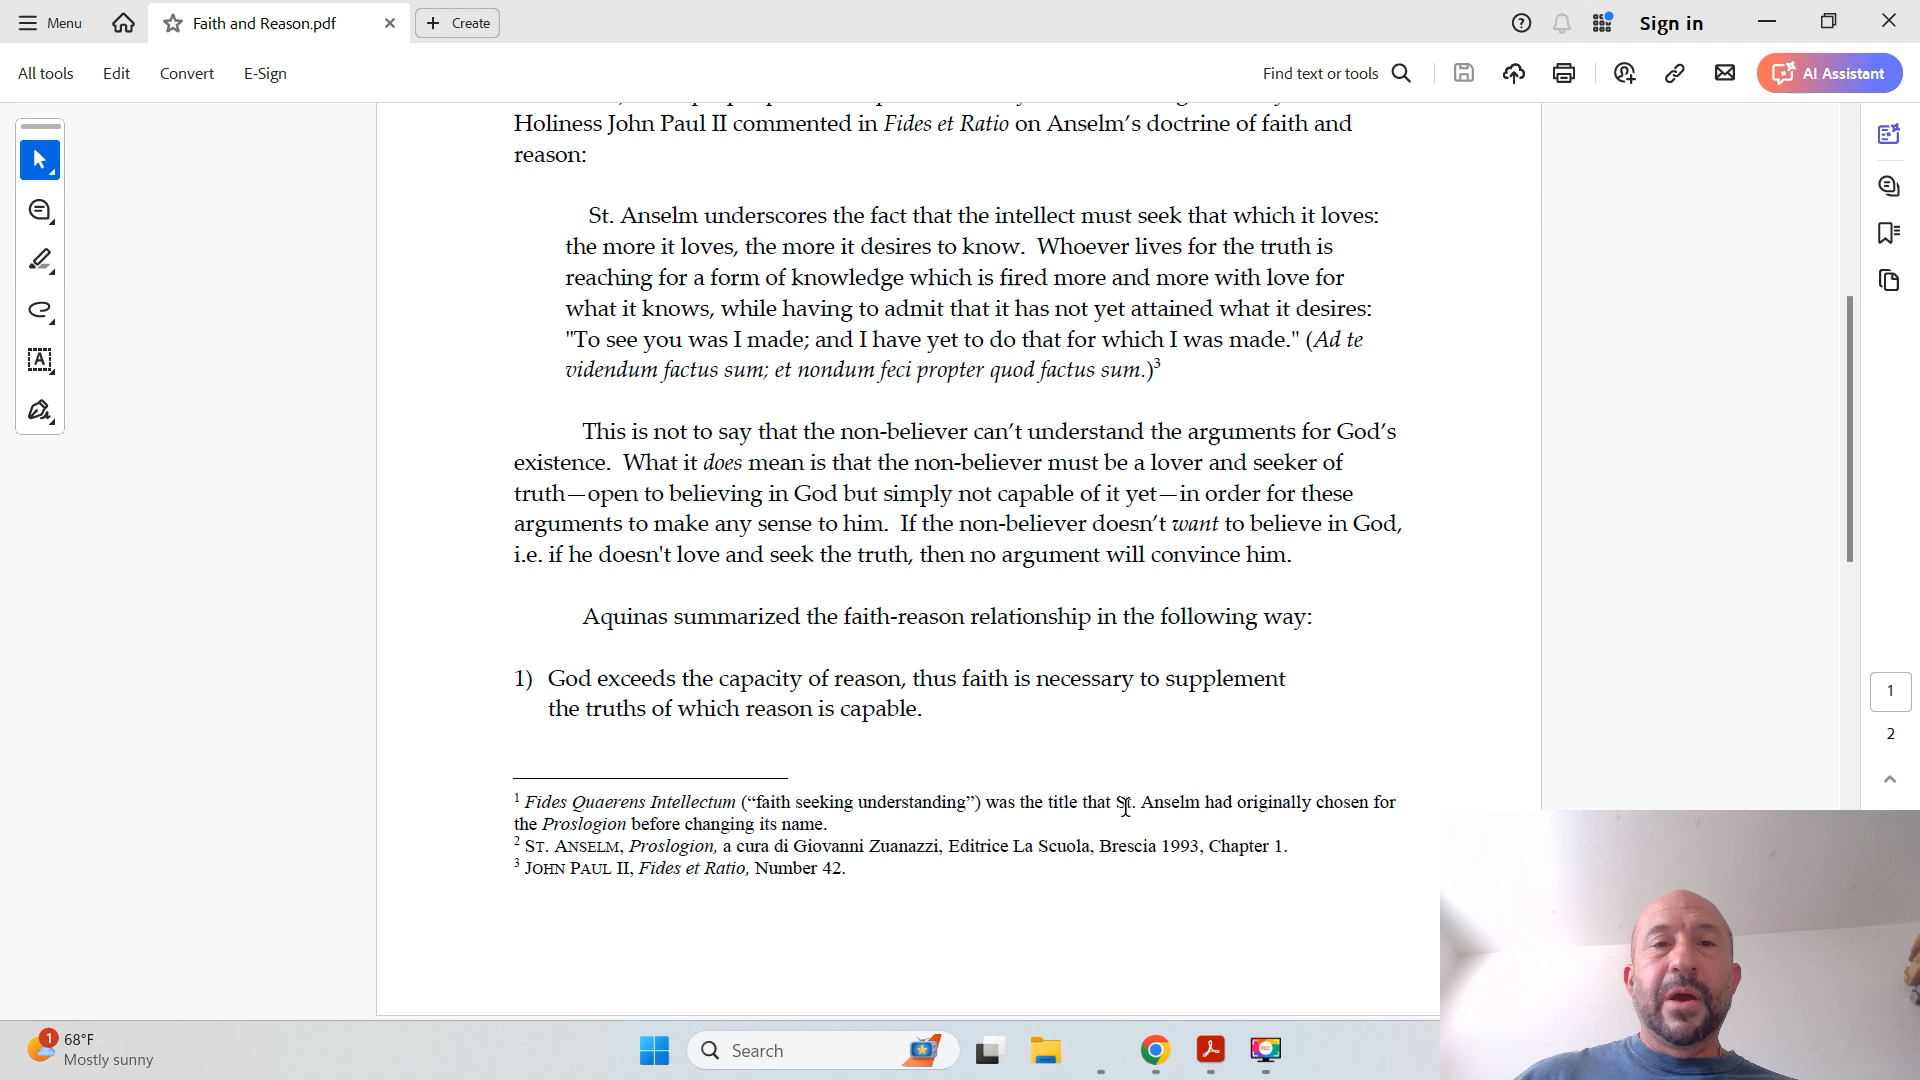 Menu
Faith and Reason.pdf
Create
Sign in
All tools
Edit
Convert
E-Sign
Find text or tools
AI Assistant
Holiness John Paul II commented in Fides et Ratio on Anselm’s doctrine of faith and
reason:
St. Anselm underscores the fact that the intellect must seek that which it loves:
the more it loves, the more it desires to know. Whoever lives for the truth is
reaching for a form of knowledge which is fired more and more with love for
what it knows, while having to admit that it has not yet attained what it desires:
"To see you was I made; and I have yet to do that for which I was made." (Ad te
videndum factus sum; et nondum feci propter quod factus sum.)3
This is not to say that the non-believer can’t understand the arguments for God’s
existence. What it does mean is that the non-believer must be a lover and seeker of
truth—open to believing in God but simply not capable of it yet—in order for these
arguments to make any sense to him. If the non-believer doesn’t want to believe in God,
i.e. if he doesn't love and seek the truth, then no argument will convince him.
Aquinas summarized the faith-reason relationship in the following way:
1) God exceeds the capacity of reason, thus faith is necessary to supplement
the truths of which reason is capable.
1 Fides Quaerens Intellectum (“faith seeking understanding”) was the title that St. Anselm had originally chosen for
the Proslogion before changing its name.
2 ST. ANSELM, Proslogion, a cura di Giovanni Zuanazzi, Editrice La Scuola, Brescia 1993, Chapter 1.
3 JOHN PAUL II, Fides et Ratio, Number 42.
1
2
1
68°F
Mostly sunny
Search